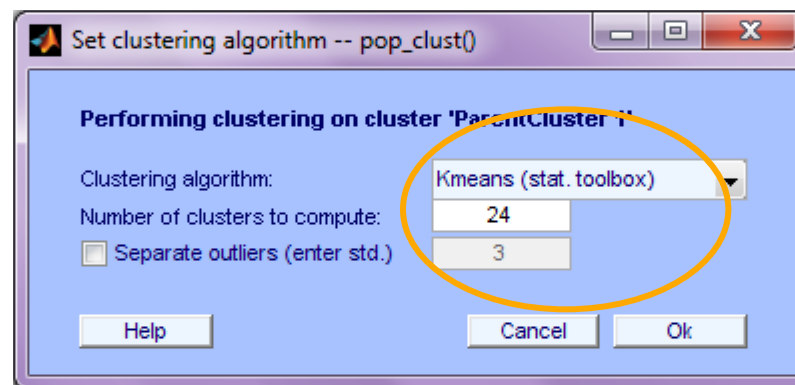 Set clustering algorithm -- pop_clust()
Performing clustering on cluster 'ParentCluster 1'
Clustering algorithm: Kmeans (stat. toolbox)
Number of clusters to compute: 24
Separate outliers (enter std.) 3
Help Cancel Ok